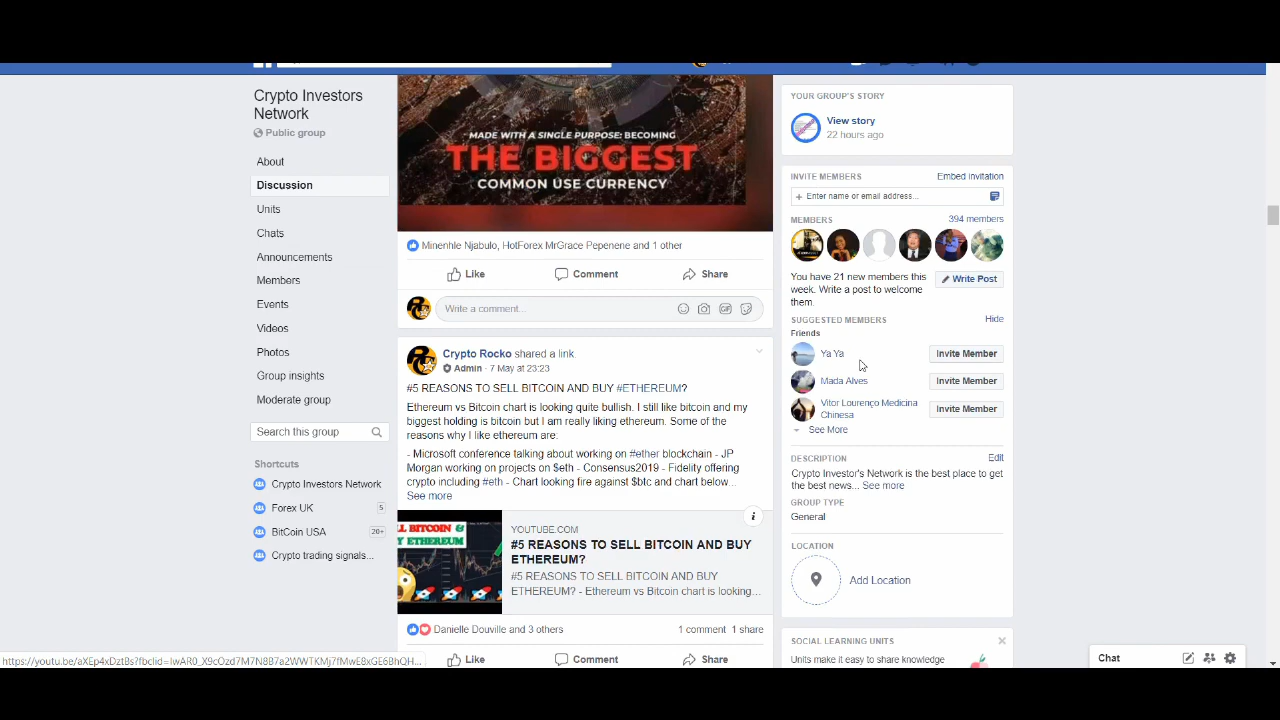 Crypto Investors
Network
Public group
About
Discussion
Units
Chats
Announcements
Members
Events
Videos
Photos
Group insights
Moderate group
Search this group
Shortcuts
Crypto Investors Network
Forex UK 5
BitCoin USA 20+
Crypto trading signals...
MADE WITH A SINGLE PURPOSE: BECOMING
THE BIGGEST
COMMON USE CURRENCY
Minenhle Njabulo, HotForex MrGrace Pepenene and 1 other
Like Comment Share
Write a comment...
Crypto Rocko shared a link.
Admin · 7 May at 23:23
#5 REASONS TO SELL BITCOIN AND BUY #ETHEREUM?
Ethereum vs Bitcoin chart is looking quite bullish. I still like bitcoin and my
biggest holding is bitcoin but I am really liking ethereum. Some of the
reasons why I like ethereum are:
- Microsoft conference talking about working on #ether blockchain - JP
Morgan working on projects on $eth - Consensus2019 - Fidelity offering
crypto including #eth - Chart looking fire against $btc and chart below...
See more
LL BITCOIN &
Y ETHEREUM
YOUTUBE.COM
#5 REASONS TO SELL BITCOIN AND BUY
ETHEREUM?
#5 REASONS TO SELL BITCOIN AND BUY
ETHEREUM? - Ethereum vs Bitcoin chart is looking...
Danielle Douville and 3 others 1 comment 1 share
Like Comment Share
YOUR GROUP'S STORY
View story
22 hours ago
INVITE MEMBERS Embed invitation
+ Enter name or email address...
MEMBERS 394 members
You have 21 new members this
week. Write a post to welcome
them.
Write Post
SUGGESTED MEMBERS Hide
Friends
Ya Ya Invite Member
Mada Alves Invite Member
Vitor Lourenço Medicina
Chinesa
Invite Member
See More
DESCRIPTION Edit
Crypto Investor's Network is the best place to get
the best news... See more
GROUP TYPE
General
LOCATION
Add Location
SOCIAL LEARNING UNITS
Units make it easy to share knowledge
Chat
https://youtu.be/aXEp4xDztBs?fbclid=IwAR0_X9cOzd7M7N8B7a2WWTKMj7fMwE8xGE6BhQH...